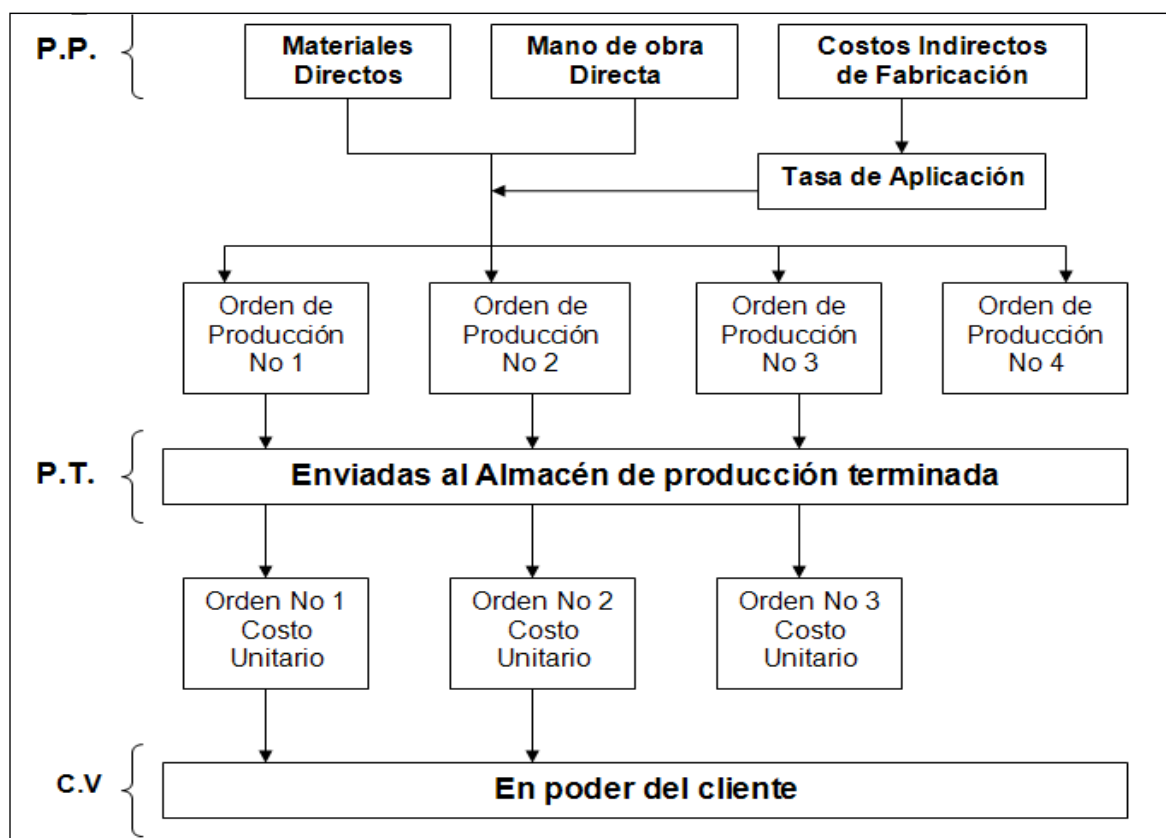 P.P.
Materiales
Directos
Mano de obra
Directa
Costos Indirectos
de Fabricación
Tasa de Aplicación
Orden de
Producción
No 1
Orden de
Producción
No 2
Orden de
Producción
No 3
Orden de
Producción
No 4
P.T.
Enviadas al Almacén de producción terminada
Orden No 1
Costo
Unitario
Orden No 2
Costo
Unitario
Orden No 3
Costo
Unitario
C.V
En poder del cliente